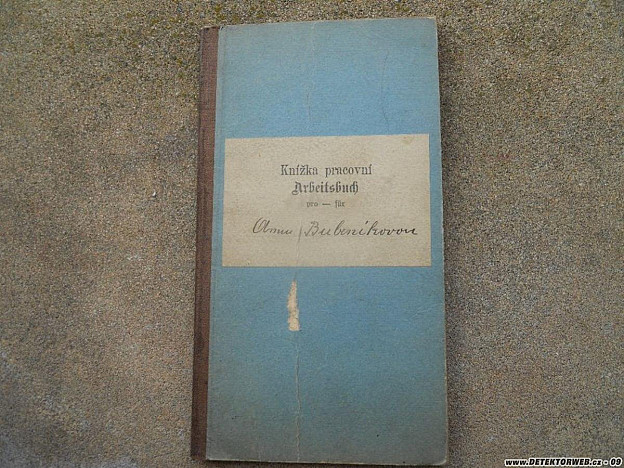 Knížka pracovní
Arbeitsbuch
pro — für
Annu Bubeníkovou
www.DETEKTORWEB.cz - 09